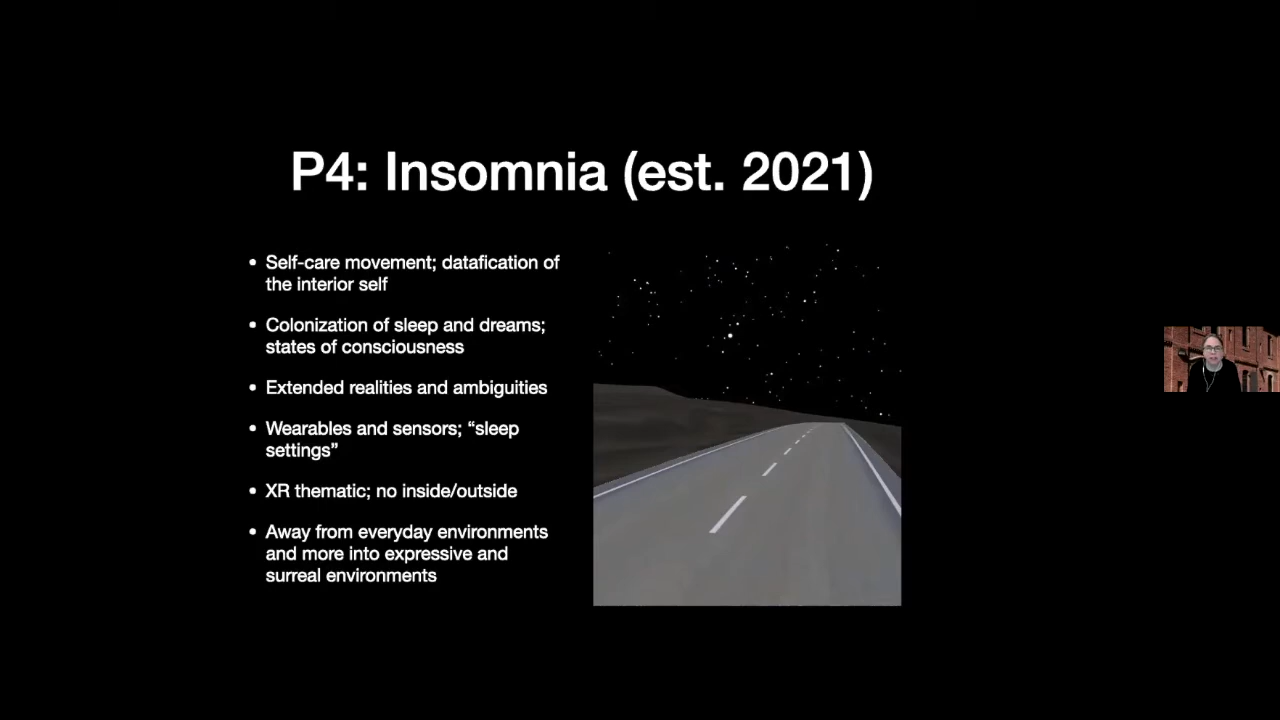 P4: Insomnia (est. 2021)
• Self-care movement; datafication of
the interior self
• Colonization of sleep and dreams;
states of consciousness
• Extended realities and ambiguities
• Wearables and sensors; “sleep
settings”
• XR thematic; no inside/outside
• Away from everyday environments
and more into expressive and
surreal environments